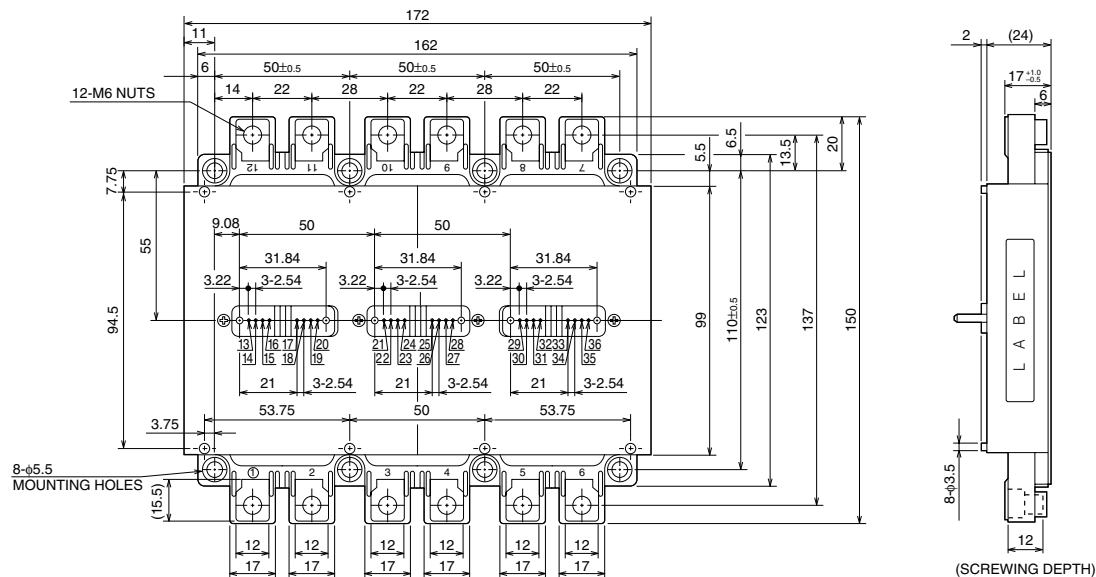 172
11
162
6 50±0.5 50±0.5 50±0.5
12-M6 NUTS
14 22 28 22 28 22
12 11 10 9 8 7
7.75
55
94.5
9.08 50 50
31.84 31.84 31.84
3.22 3-2.54 3.22 3-2.54 3.22 3-2.54
13 16 17 20 21 24 25 28 29 32 33 36
14 15 18 19 22 23 26 27 30 31 34 35
21 3-2.54 21 3-2.54 21 3-2.54
53.75 50 53.75
3.75
8-ϕ5.5
MOUNTING HOLES
① 2 3 4 5 6
(15.5)
12 12 12 12 12 12
17 17 17 17 17 17
5.5
6.5
13.5
20
99
110±0.5
123
137
150
2 (24)
17 +1.0 -0.5
6
LABEL
8-ϕ3.5
12
(SCREWING DEPTH)